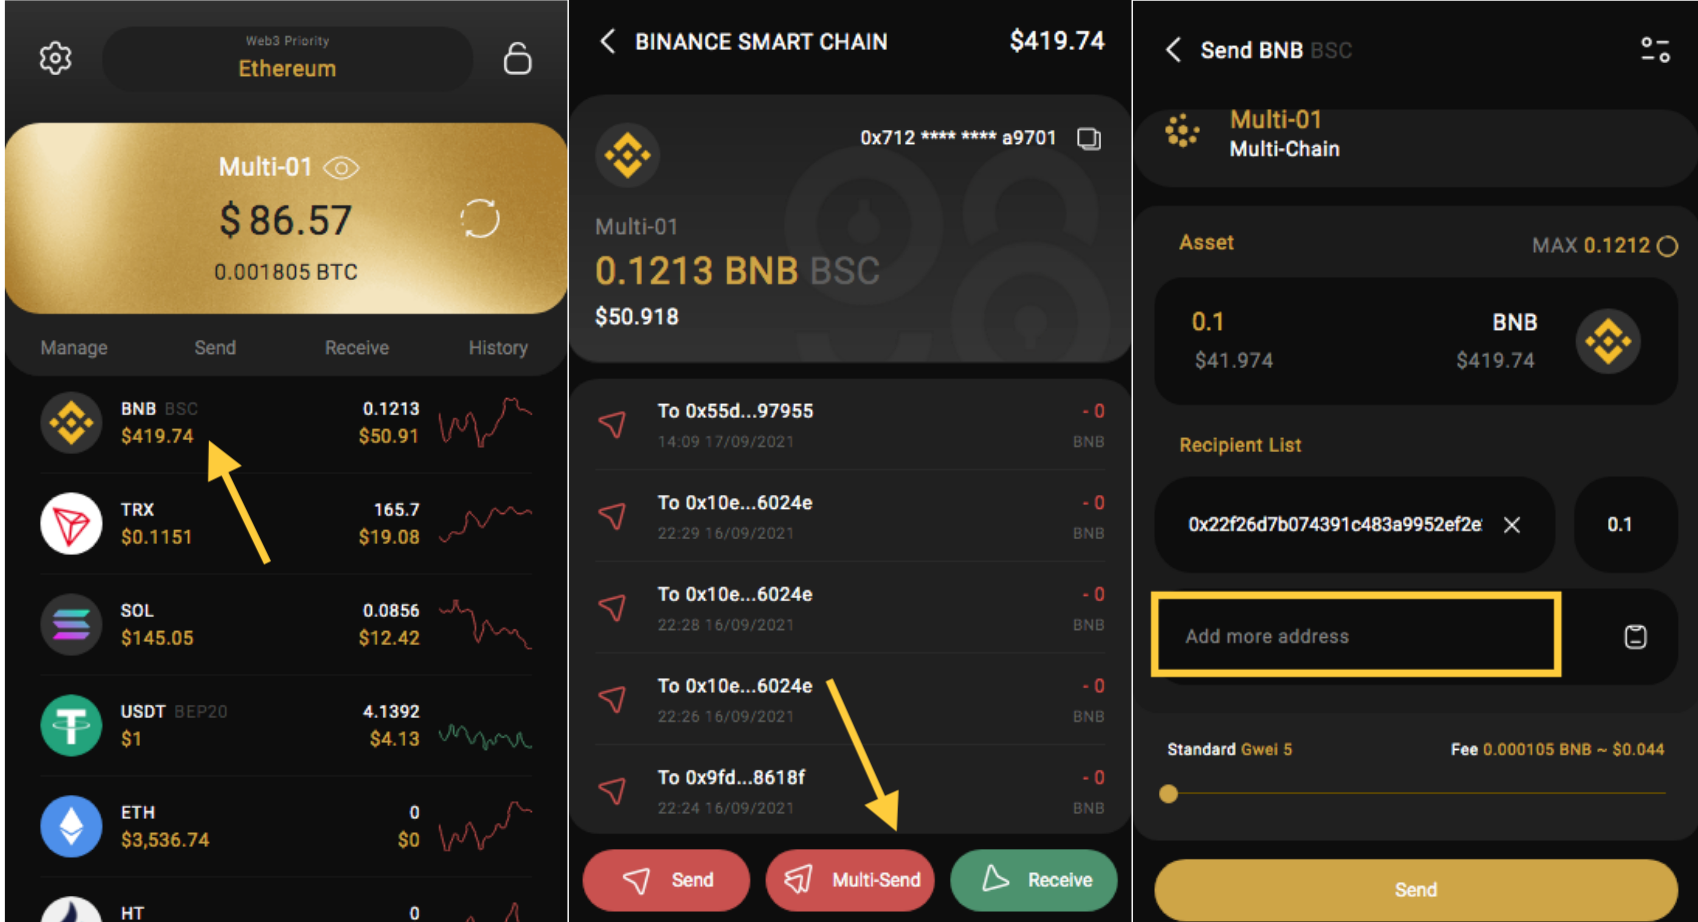 Web3 Priority
Ethereum
Multi-01
$ 86.57
0.001805 BTC
Manage Send Receive History
BNB BSC 0.1213
$419.74 $50.91
TRX 165.7
$0.1151 $19.08
SOL 0.0856
$145.05 $12.42
USDT BEP20 4.1392
$1 $4.13
ETH 0
$3,536.74 $0
HT 0
BINANCE SMART CHAIN $419.74
0x712 **** **** a9701
Multi-01
0.1213 BNB BSC
$50.918
To 0x55d...97955 - 0
14:09 17/09/2021 BNB
To 0x10e...6024e - 0
22:29 16/09/2021 BNB
To 0x10e...6024e - 0
22:28 16/09/2021 BNB
To 0x10e...6024e - 0
22:26 16/09/2021 BNB
To 0x9fd...8618f - 0
22:24 16/09/2021 BNB
Send Multi-Send Receive
Send BNB BSC
Multi-01
Multi-Chain
Asset MAX 0.1212
0.1 BNB
$41.974 $419.74
Recipient List
0x22f26d7b074391c483a9952ef2e 0.1
Add more address
Standard Gwei 5 Fee 0.000105 BNB ~ $0.044
Send